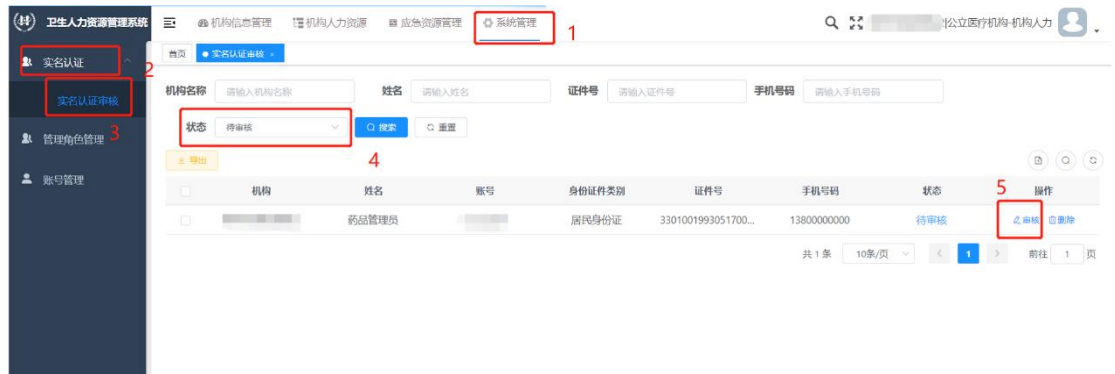 卫生人力资源管理系统 机构信息管理 机构人力资源 应急资源管理 系统管理 1 公立医疗机构-机构人力
实名认证 2
实名认证审核 3
管理角色管理
账号管理
首页 实名认证审核 ×
机构名称 请输入机构名称 姓名 请输入姓名 证件号 请输入证件号 手机号码 请输入手机号码
状态 待审核 搜索 重置
4
导出
机构 姓名 账号 身份证件类别 证件号 手机号码 状态 5 操作
药品管理员 居民身份证 3301001993051700... 13800000000 待审核 审核 删除
共 1 条 10条/页 < 1 > 前往 1 页